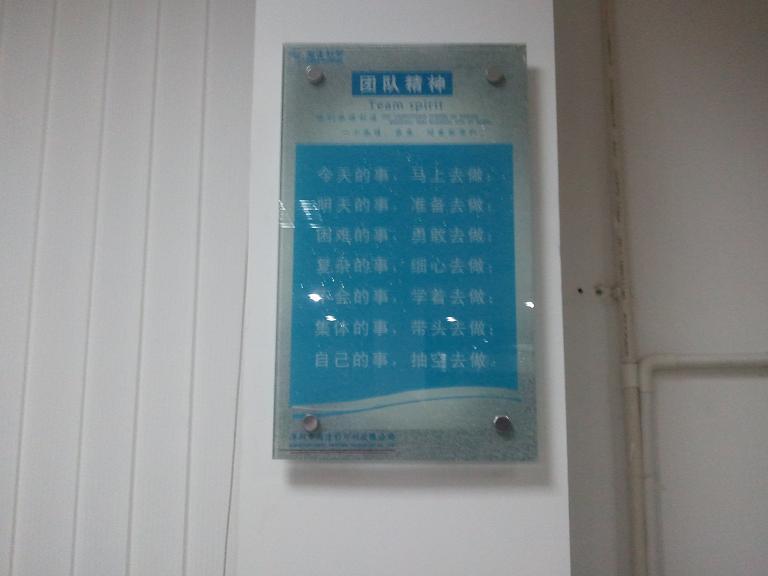 团队精神
Team spirit
今天的事，马上去做；
明天的事，准备去做；
困难的事，勇敢去做；
复杂的事，细心去做；
不会的事，学着去做；
集体的事，带头去做；
自己的事，抽空去做。